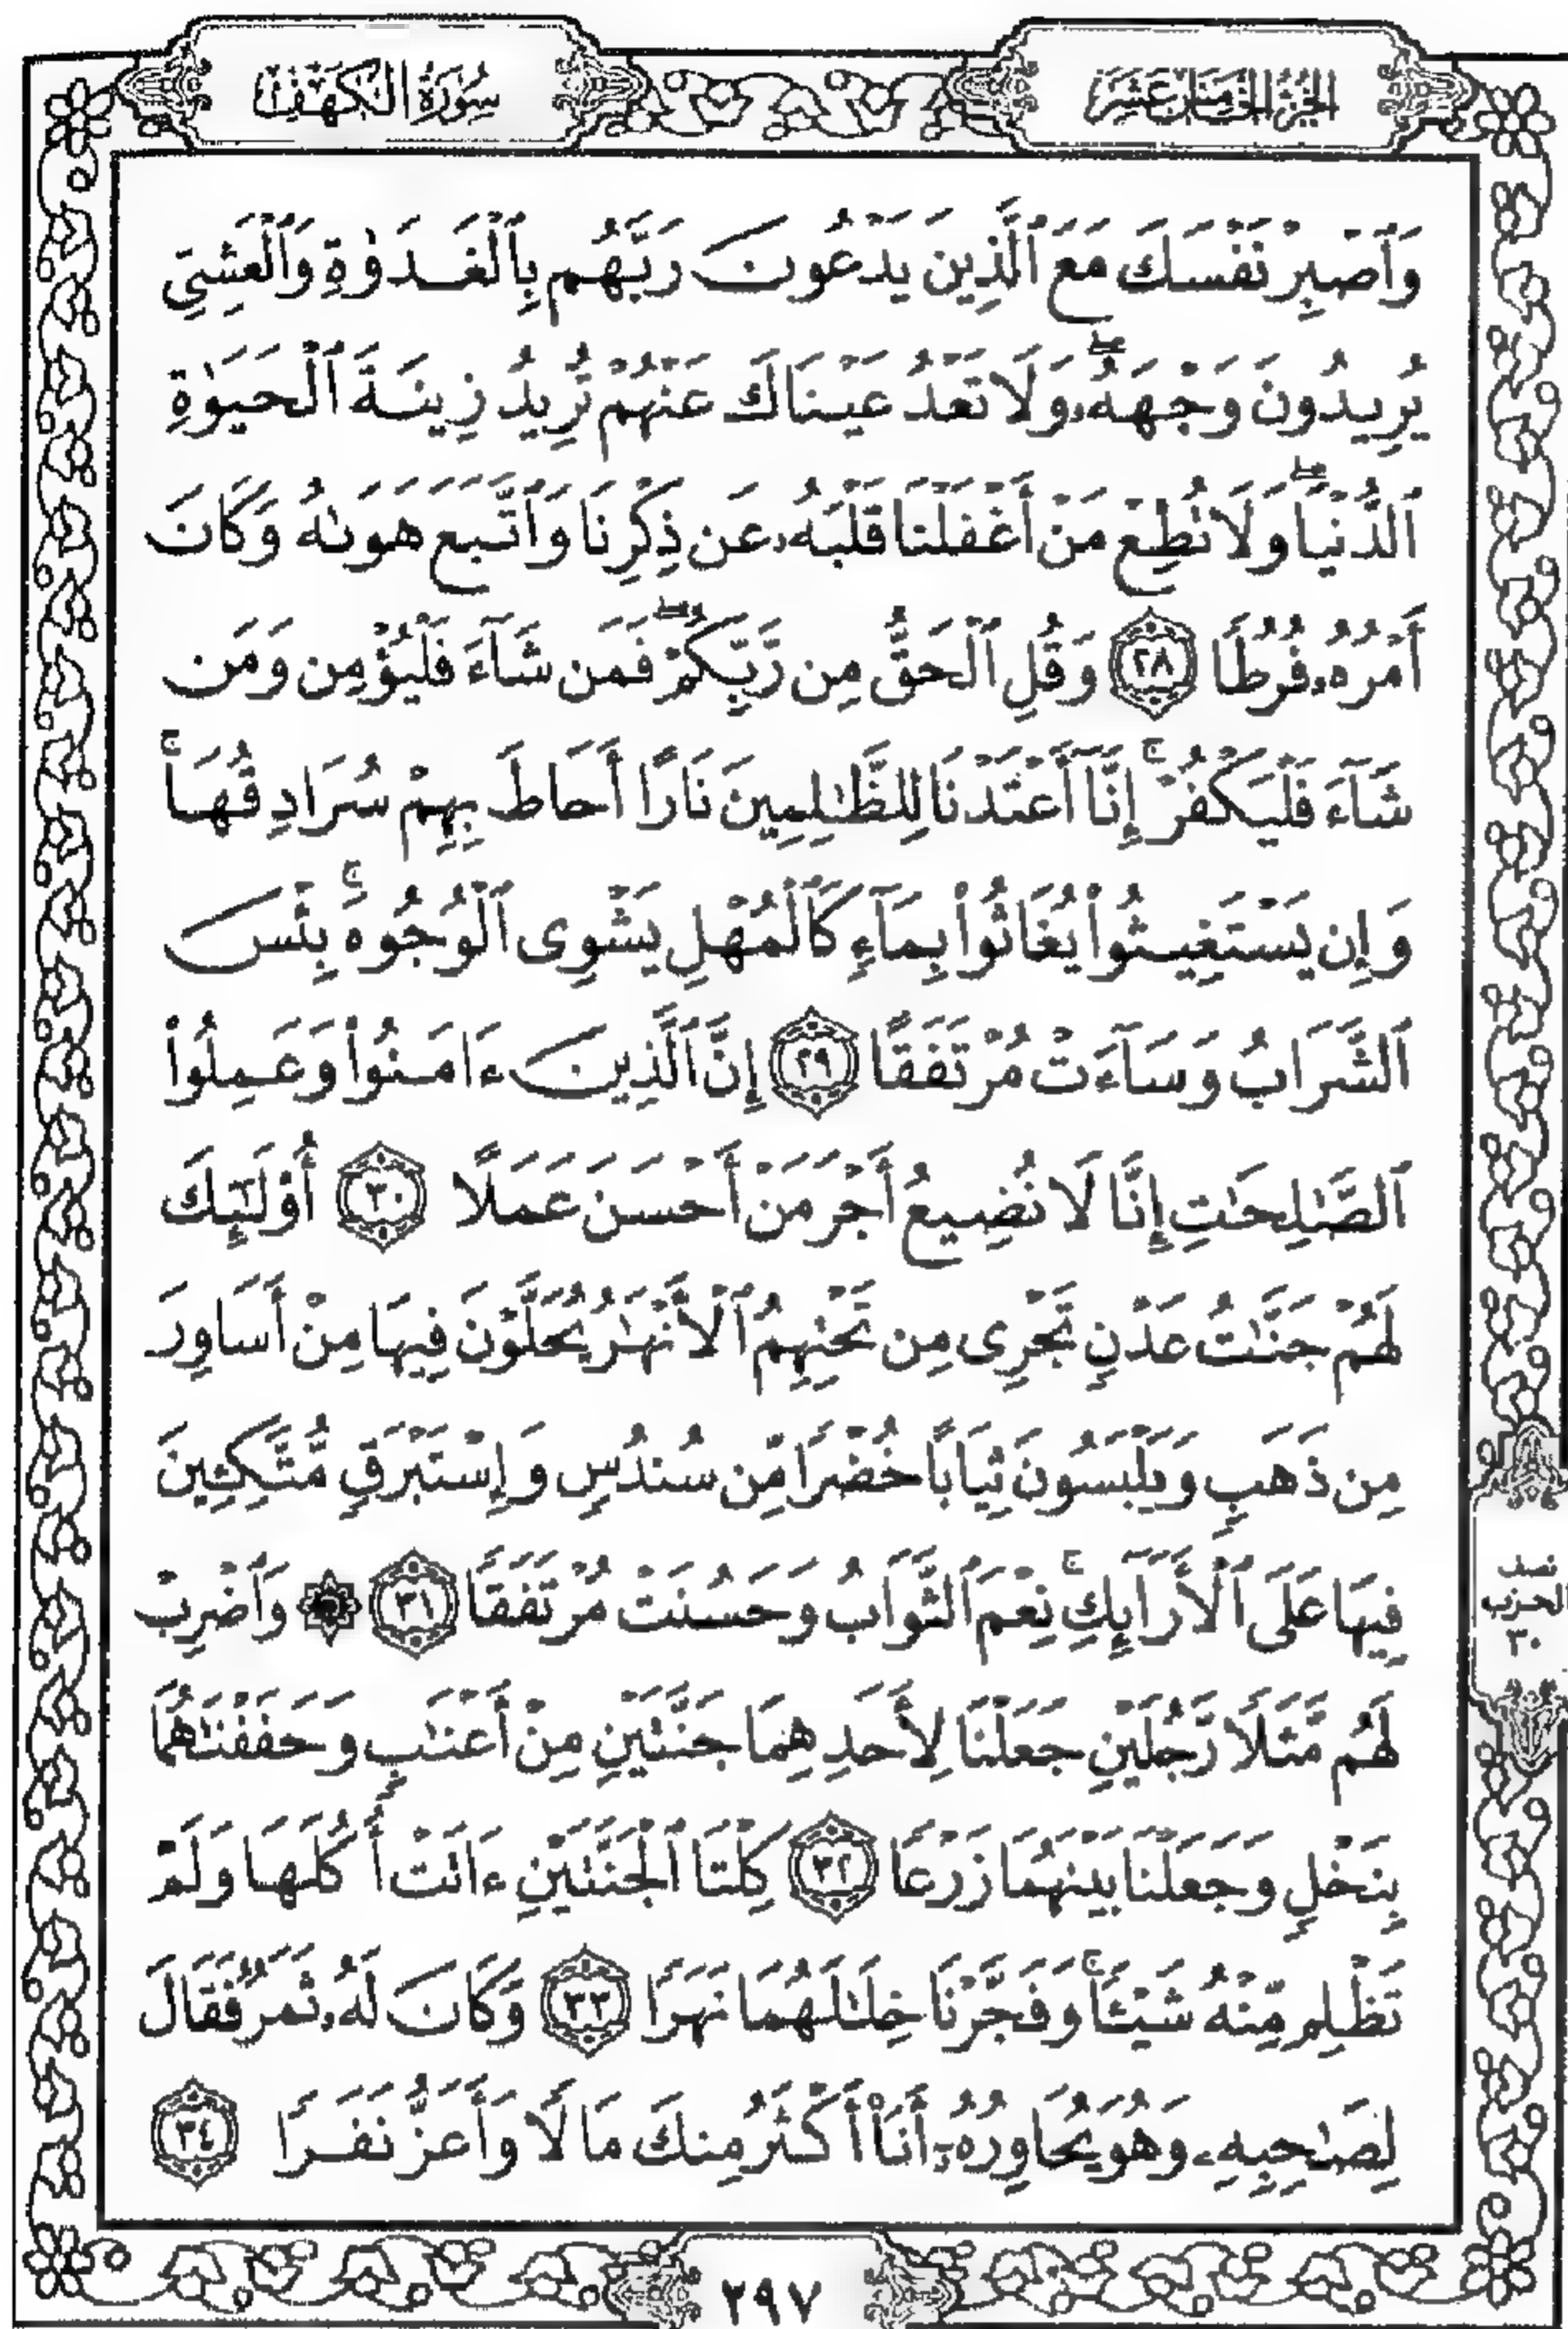 الجزء الخامس عشر
سورة الكهف
وَٱصْبِرْ نَفْسَكَ مَعَ ٱلَّذِينَ يَدْعُونَ رَبَّهُم بِٱلْغَدَوٰةِ وَٱلْعَشِىِّ
يُرِيدُونَ وَجْهَهُۥۖ وَلَا تَعْدُ عَيْنَاكَ عَنْهُمْ تُرِيدُ زِينَةَ ٱلْحَيَوٰةِ
ٱلدُّنْيَاۖ وَلَا تُطِعْ مَنْ أَغْفَلْنَا قَلْبَهُۥ عَن ذِكْرِنَا وَٱتَّبَعَ هَوَىٰهُ وَكَانَ
أَمْرُهُۥ فُرُطًا ٢٨ وَقُلِ ٱلْحَقُّ مِن رَّبِّكُمْۖ فَمَن شَآءَ فَلْيُؤْمِن وَمَن
شَآءَ فَلْيَكْفُرْۚ إِنَّآ أَعْتَدْنَا لِلظَّٰلِمِينَ نَارًا أَحَاطَ بِهِمْ سُرَادِقُهَاۚ
وَإِن يَسْتَغِيثُوا۟ يُغَاثُوا۟ بِمَآءٍ كَٱلْمُهْلِ يَشْوِى ٱلْوُجُوهَۚ بِئْسَ
ٱلشَّرَابُ وَسَآءَتْ مُرْتَفَقًا ٢٩ إِنَّ ٱلَّذِينَ ءَامَنُوا۟ وَعَمِلُوا۟
ٱلصَّٰلِحَٰتِ إِنَّا لَا نُضِيعُ أَجْرَ مَنْ أَحْسَنَ عَمَلًا ٣٠ أُو۟لَٰٓئِكَ
لَهُمْ جَنَّٰتُ عَدْنٍ تَجْرِى مِن تَحْتِهِمُ ٱلْأَنْهَٰرُ يُحَلَّوْنَ فِيهَا مِنْ أَسَاوِرَ
مِن ذَهَبٍ وَيَلْبَسُونَ ثِيَابًا خُضْرًا مِّن سُندُسٍ وَإِسْتَبْرَقٍ مُّتَّكِـِٔينَ
فِيهَا عَلَى ٱلْأَرَآئِكِۚ نِعْمَ ٱلثَّوَابُ وَحَسُنَتْ مُرْتَفَقًا ٣١ ۞ وَٱضْرِبْ
لَهُم مَّثَلًا رَّجُلَيْنِ جَعَلْنَا لِأَحَدِهِمَا جَنَّتَيْنِ مِنْ أَعْنَٰبٍ وَحَفَفْنَٰهُمَا
بِنَخْلٍ وَجَعَلْنَا بَيْنَهُمَا زَرْعًا ٣٢ كِلْتَا ٱلْجَنَّتَيْنِ ءَاتَتْ أُكُلَهَا وَلَمْ
تَظْلِم مِّنْهُ شَيْـًٔاۚ وَفَجَّرْنَا خِلَٰلَهُمَا نَهَرًا ٣٣ وَكَانَ لَهُۥ ثَمَرٌ فَقَالَ
لِصَٰحِبِهِۦ وَهُوَ يُحَاوِرُهُۥٓ أَنَا۠ أَكْثَرُ مِنكَ مَالًا وَأَعَزُّ نَفَرًا ٣٤
نصف
الحزب
٣٠
٢٩٧